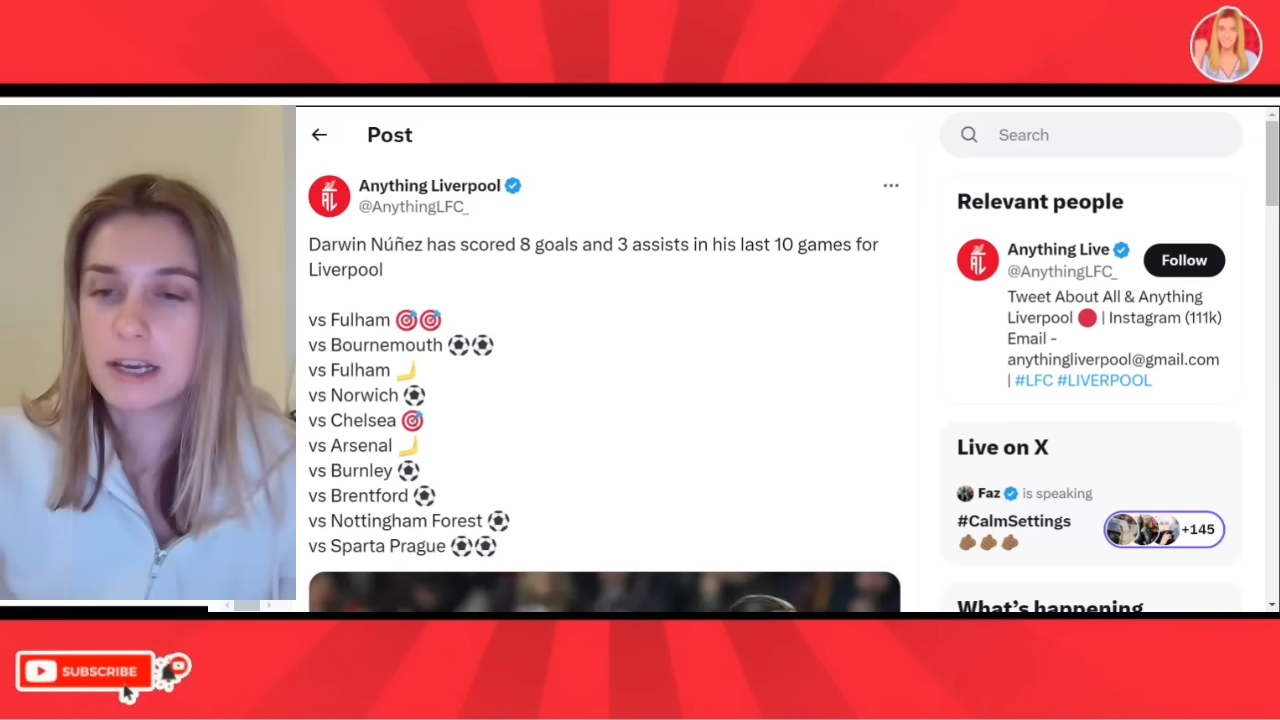 Post
Search
Anything Liverpool
@AnythingLFC_
Darwin Núñez has scored 8 goals and 3 assists in his last 10 games for
Liverpool
vs Fulham 🎯🎯
vs Bournemouth ⚽⚽
vs Fulham 💪
vs Norwich ⚽
vs Chelsea 🎯
vs Arsenal 💪
vs Burnley ⚽
vs Brentford ⚽
vs Nottingham Forest ⚽
vs Sparta Prague ⚽⚽
Relevant people
Anything Live
@AnythingLFC_
Follow
Tweet About All & Anything
Liverpool 🔴 | Instagram (111k)
Email -
anythingliverpool@gmail.com
| #LFC #LIVERPOOL
Live on X
Faz is speaking
#CalmSettings
+145
What's happening
SUBSCRIBE